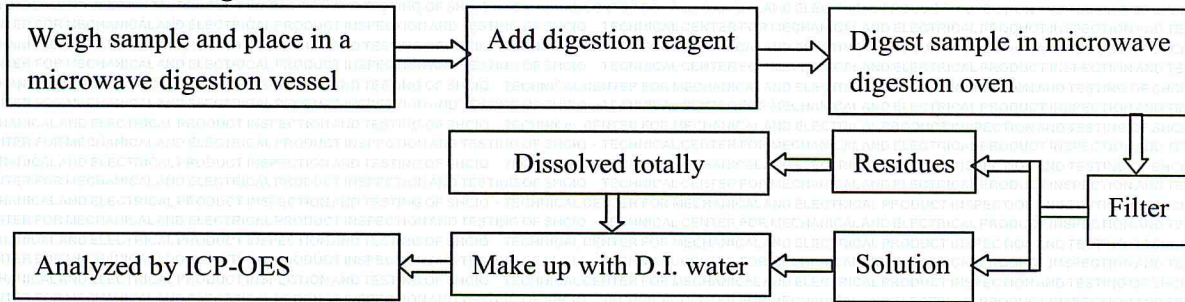 Weigh sample and place in a
microwave digestion vessel
Add digestion reagent
Digest sample in microwave
digestion oven
Filter
Residues
Dissolved totally
Solution
Make up with D.I. water
Analyzed by ICP-OES